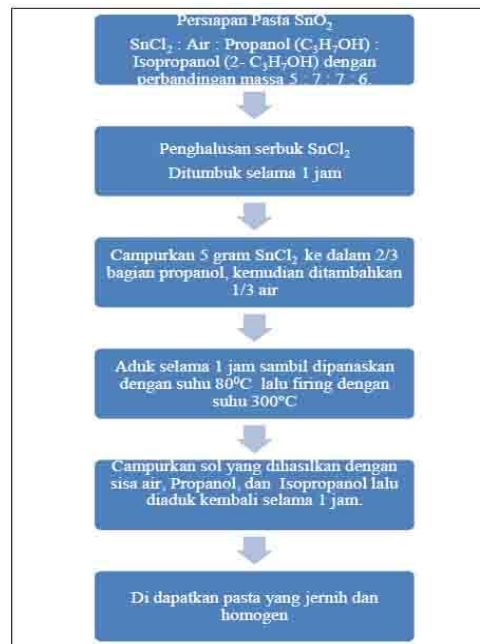 Persiapan Pasta SnO₂
SnCl₂ : Air : Propanol (C₃H₇OH) :
Isopropanol (2- C₃H₇OH) dengan
perbandingan massa 5 : 7 : 7 : 6.
Penghalusan serbuk SnCl₂
Ditumbuk selama 1 jam
Campurkan 5 gram SnCl₂ ke dalam 2/3
bagian propanol, kemudian ditambahkan
1/3 air
Aduk selama 1 jam sambil dipanaskan
dengan suhu 80⁰C lalu firing dengan
suhu 300°C
Campurkan sol yang dihasilkan dengan
sisa air, Propanol, dan Isopropanol lalu
diaduk kembali selama 1 jam.
Di dapatkan pasta yang jernih dan
homogen